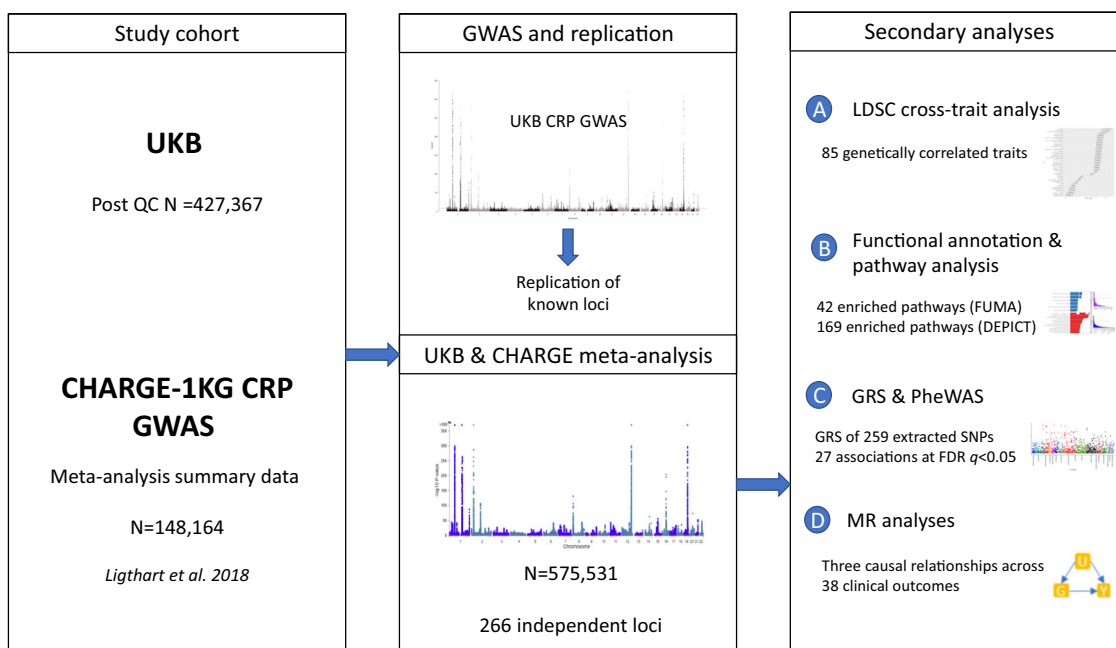 Study cohort
UKB
Post QC N =427,367
CHARGE-1KG CRP
GWAS
Meta-analysis summary data
N=148,164
Ligthart et al. 2018
GWAS and replication
UKB CRP GWAS
Replication of
known loci
UKB & CHARGE meta-analysis
-log10 P-value
Chromosome
N=575,531
266 independent loci
Secondary analyses
A LDSC cross-trait analysis
85 genetically correlated traits
B Functional annotation &
pathway analysis
42 enriched pathways (FUMA)
169 enriched pathways (DEPICT)
C GRS & PheWAS
GRS of 259 extracted SNPs
27 associations at FDR q<0.05
D MR analyses
Three causal relationships across
38 clinical outcomes
U
G Y